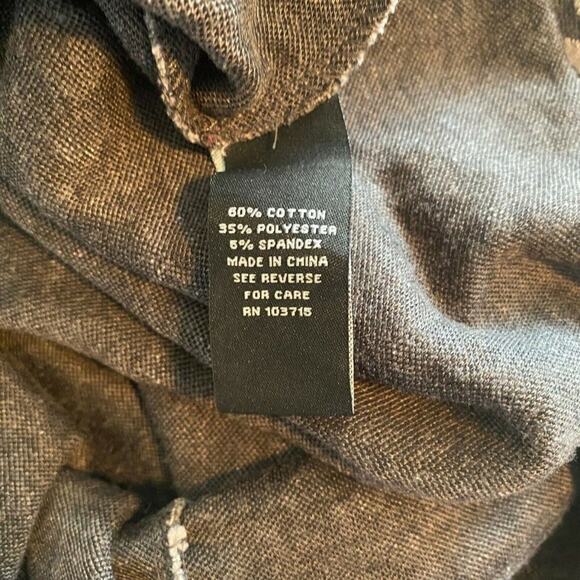 60% COTTON
35% POLYESTER
5% SPANDEX
MADE IN CHINA
SEE REVERSE
FOR CARE
RN 103715